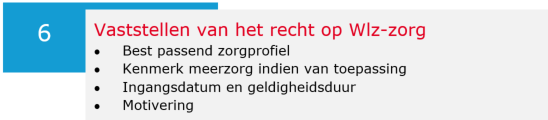 6
Vaststellen van het recht op Wlz-zorg
• Best passend zorgprofiel
• Kenmerk meerzorg indien van toepassing
• Ingangsdatum en geldigheidsduur
• Motivering